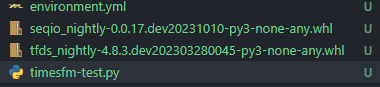 environment.yml U
seqio_nightly-0.0.17.dev20231010-py3-none-any.whl U
tfds_nightly-4.8.3.dev202303280045-py3-none-any.whl U
timesfm-test.py U